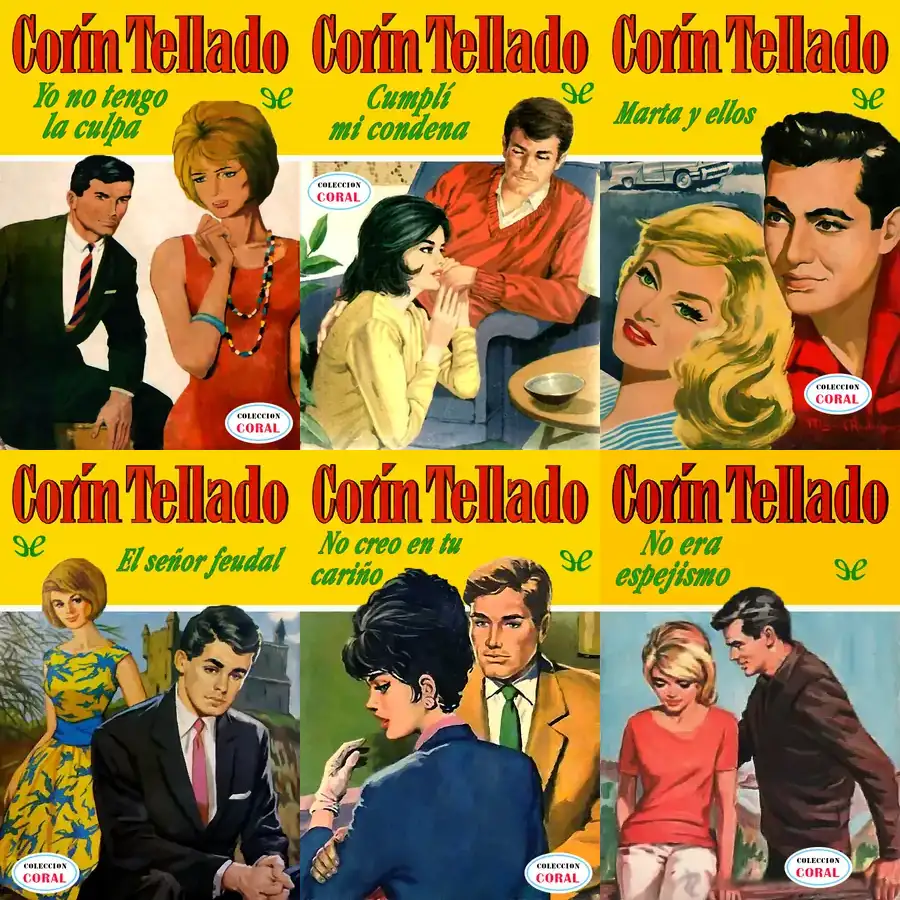 Corín Tellado
Yo no tengo
la culpa
COLECCION
CORAL
Corín Tellado
Cumplí
mi condena
COLECCION
CORAL
Corín Tellado
Marta y ellos
COLECCION
CORAL
Corín Tellado
El señor feudal
COLECCION
CORAL
Corín Tellado
No creo en tu
cariño
COLECCION
CORAL
Corín Tellado
No era
espejismo
COLECCION
CORAL